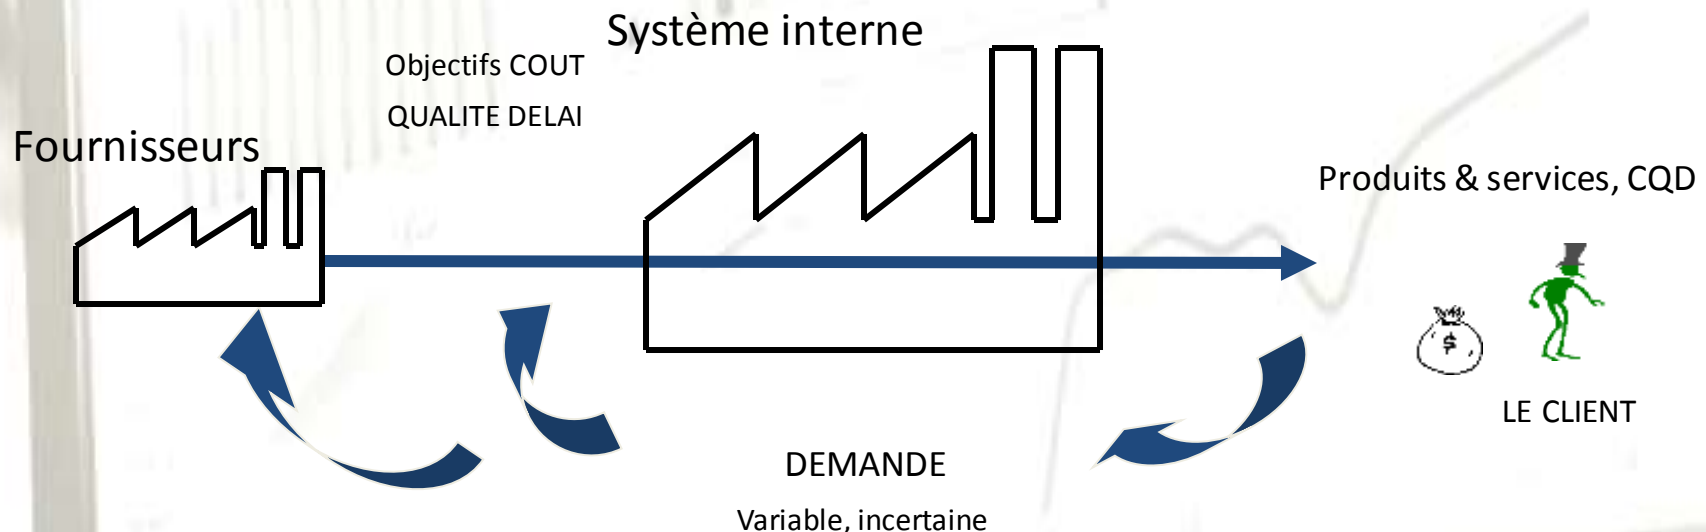 Système interne
Objectifs COUT
QUALITE DELAI
Fournisseurs
Produits & services, CQD
$
LE CLIENT
DEMANDE
Variable, incertaine